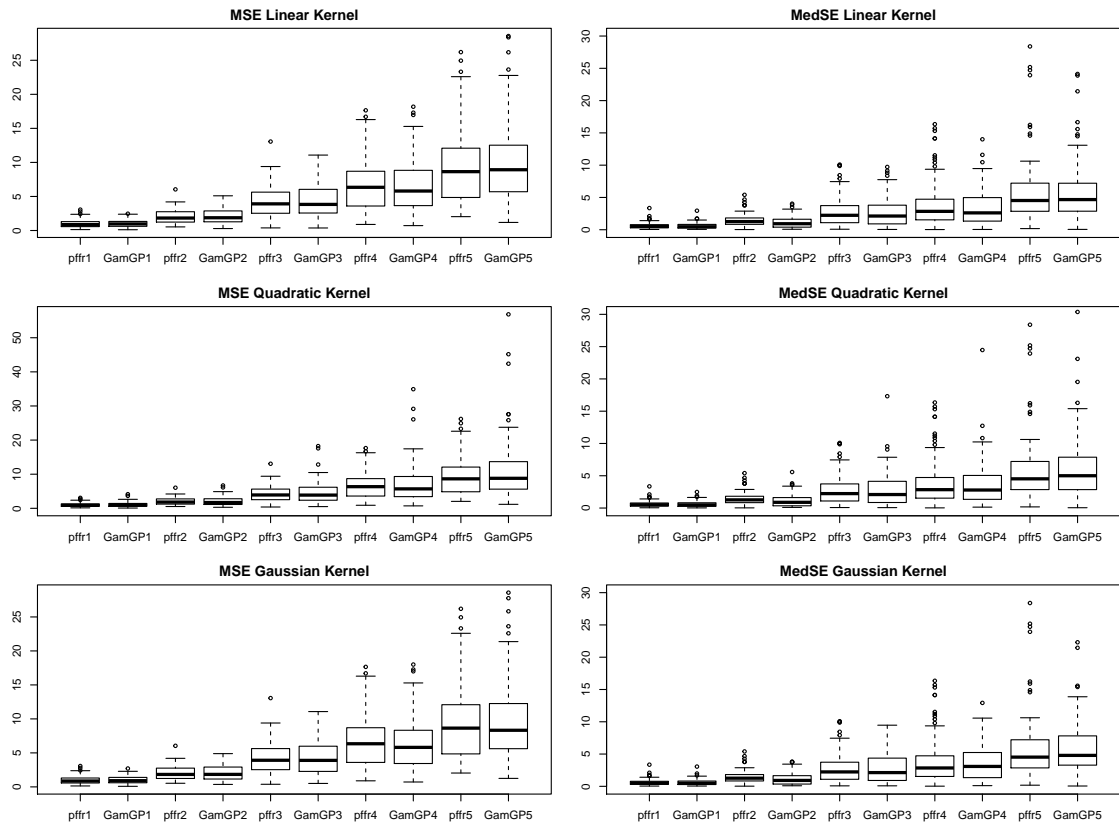 MSE Linear Kernel
0 5 10 15 20 25
pffr1 GamGP1 pffr2 GamGP2 pffr3 GamGP3 pffr4 GamGP4 pffr5 GamGP5
MedSE Linear Kernel
0 5 10 15 20 25 30
pffr1 GamGP1 pffr2 GamGP2 pffr3 GamGP3 pffr4 GamGP4 pffr5 GamGP5
MSE Quadratic Kernel
0 10 20 30 40 50
pffr1 GamGP1 pffr2 GamGP2 pffr3 GamGP3 pffr4 GamGP4 pffr5 GamGP5
MedSE Quadratic Kernel
0 5 10 15 20 25 30
pffr1 GamGP1 pffr2 GamGP2 pffr3 GamGP3 pffr4 GamGP4 pffr5 GamGP5
MSE Gaussian Kernel
0 5 10 15 20 25
pffr1 GamGP1 pffr2 GamGP2 pffr3 GamGP3 pffr4 GamGP4 pffr5 GamGP5
MedSE Gaussian Kernel
0 5 10 15 20 25 30
pffr1 GamGP1 pffr2 GamGP2 pffr3 GamGP3 pffr4 GamGP4 pffr5 GamGP5